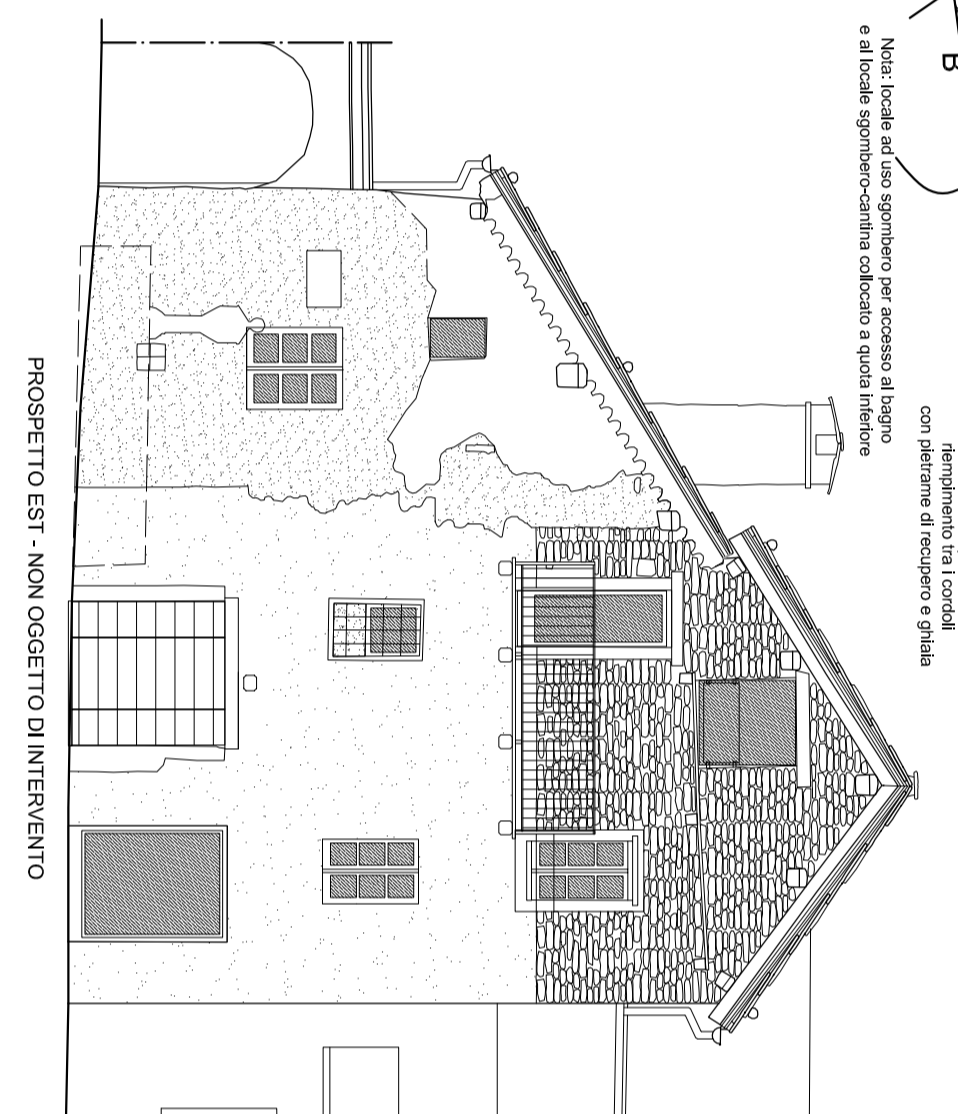 B
Nota: locale ad uso sgombero per accesso al bagno
e al locale sgombero-cantina collocato a quota inferiore
riempimento tra i cordoli
con pietrame di recupero e ghiaia
PROSPETTO EST - NON OGGETTO DI INTERVENTO